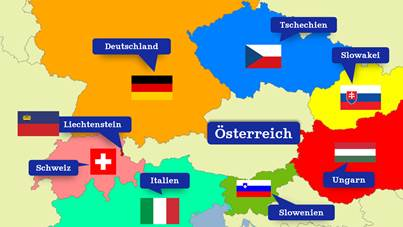 Tschechien
Deutschland
Slowakei
Liechtenstein
Österreich
Schweiz
Italien
Ungarn
Slowenien